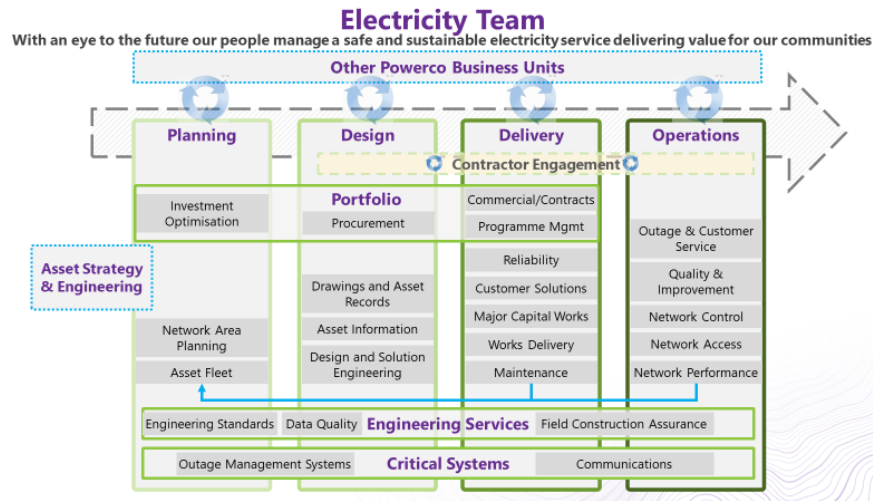 Electricity Team
With an eye to the future our people manage a safe and sustainable electricity service delivering value for our communities
Other Powerco Business Units
Planning
Design
Delivery
Operations
Contractor Engagement
Portfolio
Investment
Optimisation
Procurement
Commercial/Contracts
Programme Mgmt
Asset Strategy
& Engineering
Network Area
Planning
Asset Fleet
Drawings and Asset
Records
Asset Information
Design and Solution
Engineering
Reliability
Customer Solutions
Major Capital Works
Works Delivery
Maintenance
Outage & Customer
Service
Quality &
Improvement
Network Control
Network Access
Network Performance
Engineering Standards
Data Quality
Engineering Services
Field Construction Assurance
Outage Management Systems
Critical Systems
Communications